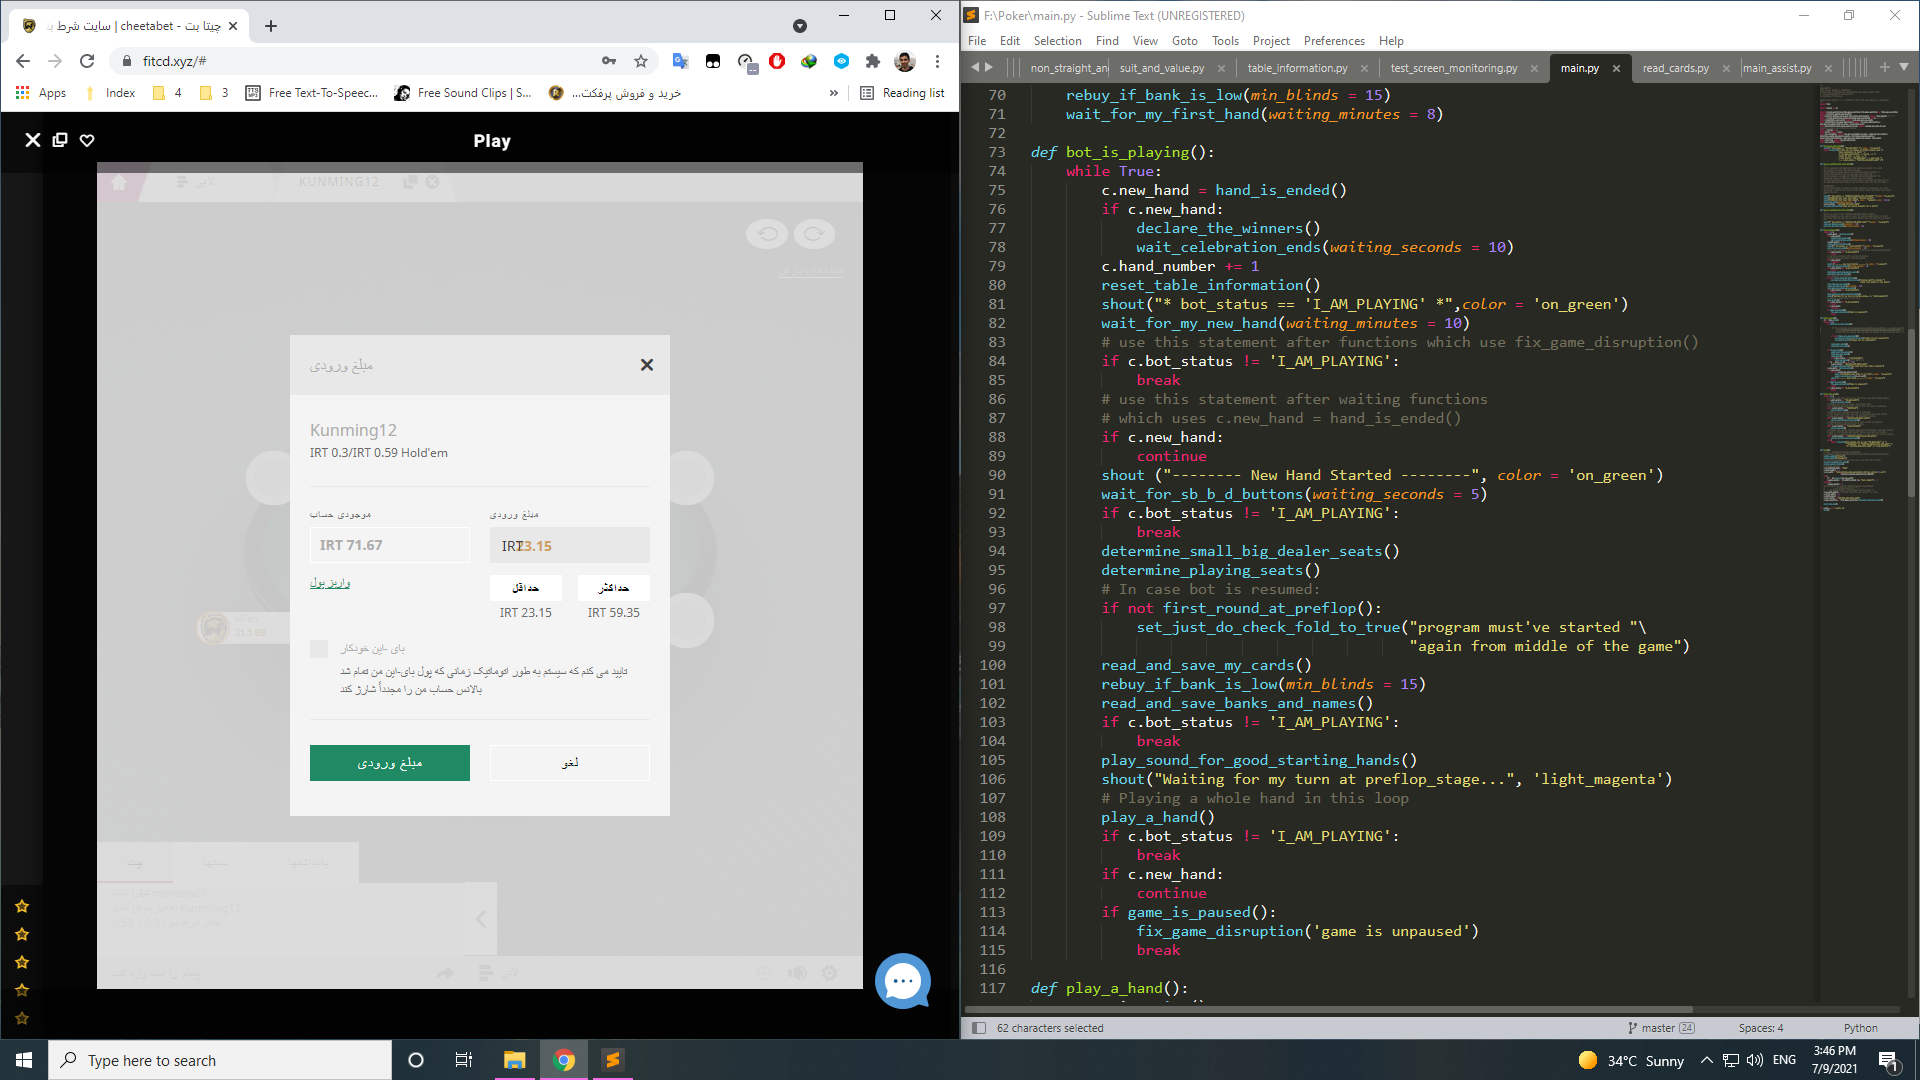 چیتا بت - cheetabet | سایت شرط ب
fitcd.xyz/#
Apps
Index
4
3
Free Text-To-Speec...
Free Sound Clips | S...
خرید و فروش پرفکت...
»
Reading list
Play
لابی
KUNMING12
مبلغ ورودی
Kunming12
IRT 0.3/IRT 0.59 Hold'em
موجودی حساب
مبلغ ورودی
IRT 71.67
IRT 23.15
واریز پول
حداقل
حداکثر
IRT 23.15
IRT 59.35
بای -این خودکار
تایید می کنم که سیستم به طور اتوماتیک زمانی که پول بای-این من تمام شد
بالانس حساب من را مجدداً شارژ کند
مبلغ ورودی
لغو
چت
دستها
یادداشتها
لابی
F:\Poker\main.py - Sublime Text (UNREGISTERED)
File Edit Selection Find View Goto Tools Project Preferences Help
non_straight_an
suit_and_value.py
table_information.py
test_screen_monitoring.py
main.py
read_cards.py
main_assist.py
70 rebuy_if_bank_is_low(min_blinds = 15)
71 wait_for_my_first_hand(waiting_minutes = 8)
72
73 def bot_is_playing():
74 while True:
75 c.new_hand = hand_is_ended()
76 if c.new_hand:
77 declare_the_winners()
78 wait_celebration_ends(waiting_seconds = 10)
79 c.hand_number += 1
80 reset_table_information()
81 shout("* bot_status == 'I_AM_PLAYING' *",color = 'on_green')
82 wait_for_my_new_hand(waiting_minutes = 10)
83 # use this statement after functions which use fix_game_disruption()
84 if c.bot_status != 'I_AM_PLAYING':
85 break
86 # use this statement after waiting functions
87 # which uses c.new_hand = hand_is_ended()
88 if c.new_hand:
89 continue
90 shout ("-------- New Hand Started --------", color = 'on_green')
91 wait_for_sb_b_d_buttons(waiting_seconds = 5)
92 if c.bot_status != 'I_AM_PLAYING':
93 break
94 determine_small_big_dealer_seats()
95 determine_playing_seats()
96 # In case bot is resumed:
97 if not first_round_at_preflop():
98 set_just_do_check_fold_to_true("program must've started "\
99 "again from middle of the game")
100 read_and_save_my_cards()
101 rebuy_if_bank_is_low(min_blinds = 15)
102 read_and_save_banks_and_names()
103 if c.bot_status != 'I_AM_PLAYING':
104 break
105 play_sound_for_good_starting_hands()
106 shout("Waiting for my turn at preflop_stage...", 'light_magenta')
107 # Playing a whole hand in this loop
108 play_a_hand()
109 if c.bot_status != 'I_AM_PLAYING':
110 break
111 if c.new_hand:
112 continue
113 if game_is_paused():
114 fix_game_disruption('game is unpaused')
115 break
116
117 def play_a_hand():
62 characters selected
master 24
Spaces: 4
Python
Type here to search
34°C Sunny
ENG
3:46 PM
7/9/2021
1